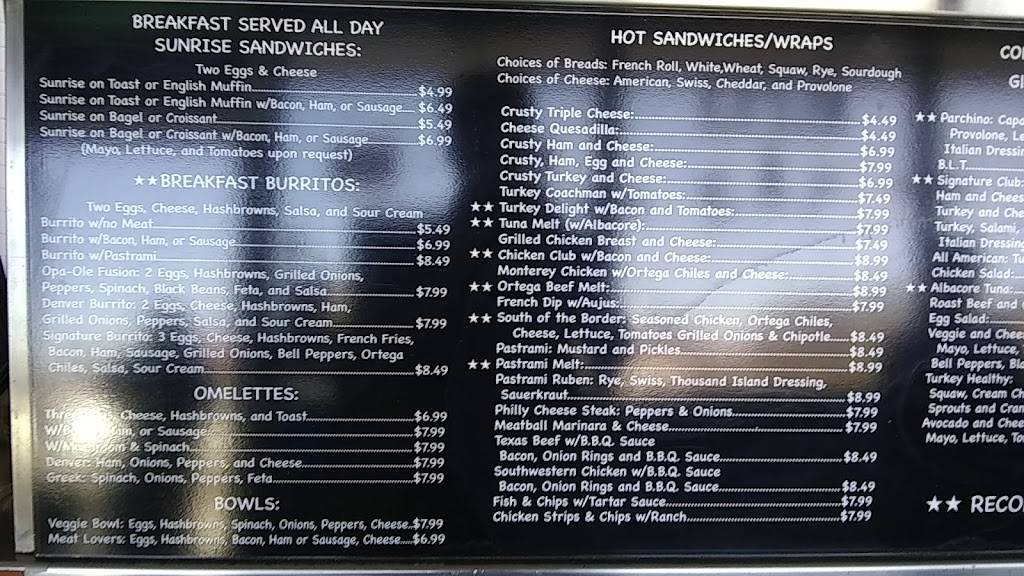 BREAKFAST SERVED ALL DAY
SUNRISE SANDWICHES:
Two Eggs & Cheese
Sunrise on Toast or English Muffin $4.99
Sunrise on Toast or English Muffin w/Bacon, Ham, or Sausage $6.49
Sunrise on Bagel or Croissant $5.49
Sunrise on Bagel or Croissant w/Bacon, Ham, or Sausage $6.99
(Mayo, Lettuce, and Tomatoes upon request)
★★BREAKFAST BURRITOS:
Two Eggs, Cheese, Hashbrowns, Salsa, and Sour Cream
Burrito w/no Meat $5.49
Burrito w/Bacon, Ham, or Sausage $6.99
Burrito w/Pastrami $8.49
Opa-Ole Fusion: 2 Eggs, Hashbrowns, Grilled Onions,
Peppers, Spinach, Black Beans, Feta, and Salsa $7.99
Denver Burrito: 2 Eggs, Cheese, Hashbrowns, Ham,
Grilled Onions, Peppers, Salsa, and Sour Cream $7.99
Signature Burrito: 3 Eggs, Cheese, Hashbrowns, French Fries,
Bacon, Ham, Sausage, Grilled Onions, Bell Peppers, Ortega
Chiles, Salsa, Sour Cream $8.49
OMELETTES:
Cheese, Hashbrowns, and Toast $6.99
or Sausage $7.99
& Spinach $7.99
Denver: Ham, Onions, Peppers, and Cheese $7.99
Greek: Spinach, Onions, Peppers, Feta $7.99
BOWLS:
Veggie Bowl: Eggs, Hashbrowns, Spinach, Onions, Peppers, Cheese $7.99
Meat Lovers: Eggs, Hashbrowns, Bacon, Ham or Sausage, Cheese $6.99
HOT SANDWICHES/WRAPS
Choices of Breads: French Roll, White,Wheat, Squaw, Rye, Sourdough
Choices of Cheese: American, Swiss, Cheddar, and Provolone
Crusty Triple Cheese: $4.49
Cheese Quesadilla: $4.49
Crusty Ham and Cheese: $6.99
Crusty, Ham, Egg and Cheese: $7.99
Crusty Turkey and Cheese: $6.99
Turkey Coachman w/Tomatoes: $7.49
★★ Turkey Delight w/Bacon and Tomatoes: $7.99
★★ Tuna Melt (w/Albacore): $7.99
Grilled Chicken Breast and Cheese: $7.49
★★ Chicken Club w/Bacon and Cheese: $8.99
Monterey Chicken w/Ortega Chiles and Cheese: $8.49
★★ Ortega Beef Melt: $8.99
French Dip w/Aujus: $7.99
★★ South of the Border: Seasoned Chicken, Ortega Chiles,
Cheese, Lettuce, Tomatoes Grilled Onions & Chipotle $8.49
Pastrami: Mustard and Pickles $8.49
★★ Pastrami Melt: $8.99
Pastrami Ruben: Rye, Swiss, Thousand Island Dressing,
Sauerkraut $8.99
Philly Cheese Steak: Peppers & Onions $7.99
Meatball Marinara & Cheese $7.99
Texas Beef w/B.B.Q. Sauce
Bacon, Onion Rings and B.B.Q. Sauce $8.49
Southwestern Chicken w/B.B.Q. Sauce
Bacon, Onion Rings and B.B.Q. Sauce $8.49
Fish & Chips w/Tartar Sauce $7.99
Chicken Strips & Chips w/Ranch $7.99
★★ Parchino:
Provolone,
Italian
B.L.T.
★★ Signature Club:
Ham and
Turkey and
Turkey, Salami,
Italian
All American:
Chicken Salad:
★★ Albacore Tuna:
Roast Beef and
Egg Salad:
Veggie and
Mayo, Lettuce,
Bell Peppers,
Turkey Healthy:
Squaw, Cream
Sprouts and
Avocado and
Mayo, Lettuce,
★★